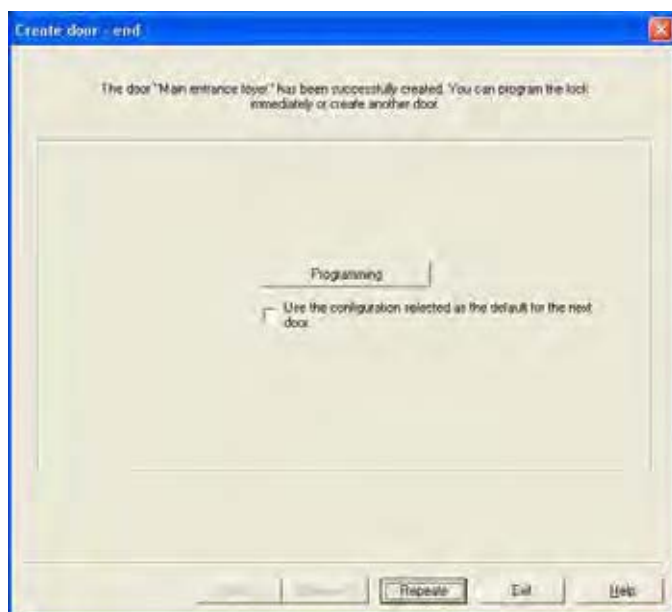 Create door - end
The door "Main entrance foyer" has been successfully created. You can program the lock
immediately or create another door.
Programming
Use the configuration selected as the default for the next
door.
Repeate
Exit
Help